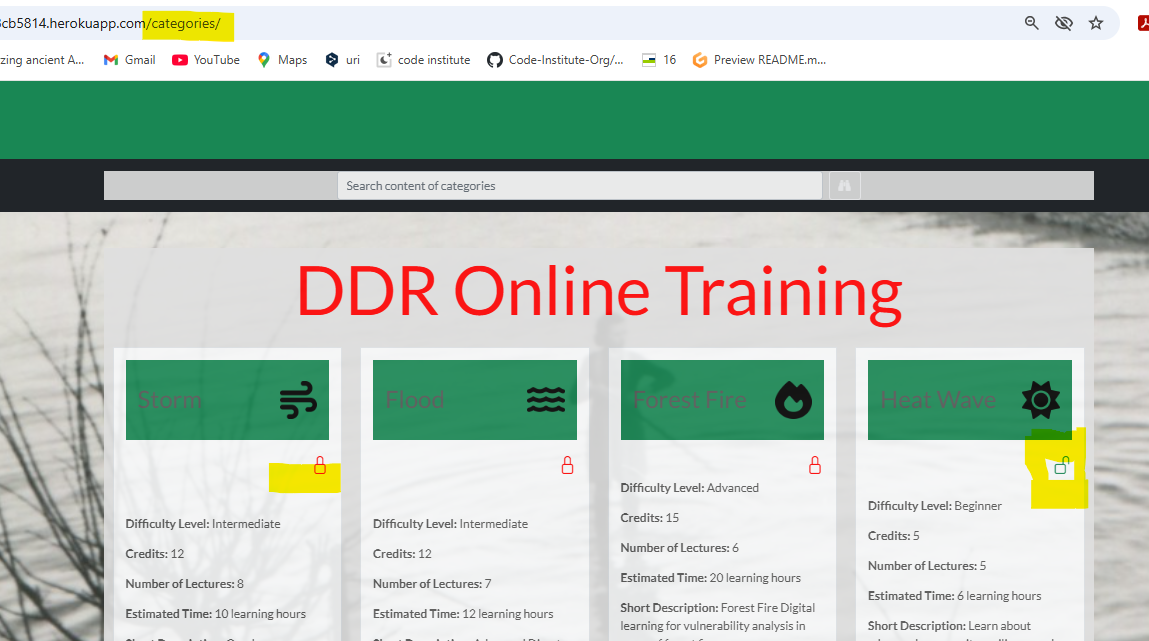 3cb5814.herokuapp.com/categories/
zing ancient A... Gmail YouTube Maps uri code institute Code-Institute-Org/... 16 Preview README.m...
Search content of categories
DDR Online Training
Storm
Difficulty Level: Intermediate
Credits: 12
Number of Lectures: 8
Estimated Time: 10 learning hours
Flood
Difficulty Level: Intermediate
Credits: 12
Number of Lectures: 7
Estimated Time: 12 learning hours
Forest Fire
Difficulty Level: Advanced
Credits: 15
Number of Lectures: 6
Estimated Time: 20 learning hours
Short Description: Forest Fire Digital
learning for vulnerability analysis in
Heat Wave
Difficulty Level: Beginner
Credits: 5
Number of Lectures: 5
Estimated Time: 6 learning hours
Short Description: Learn about